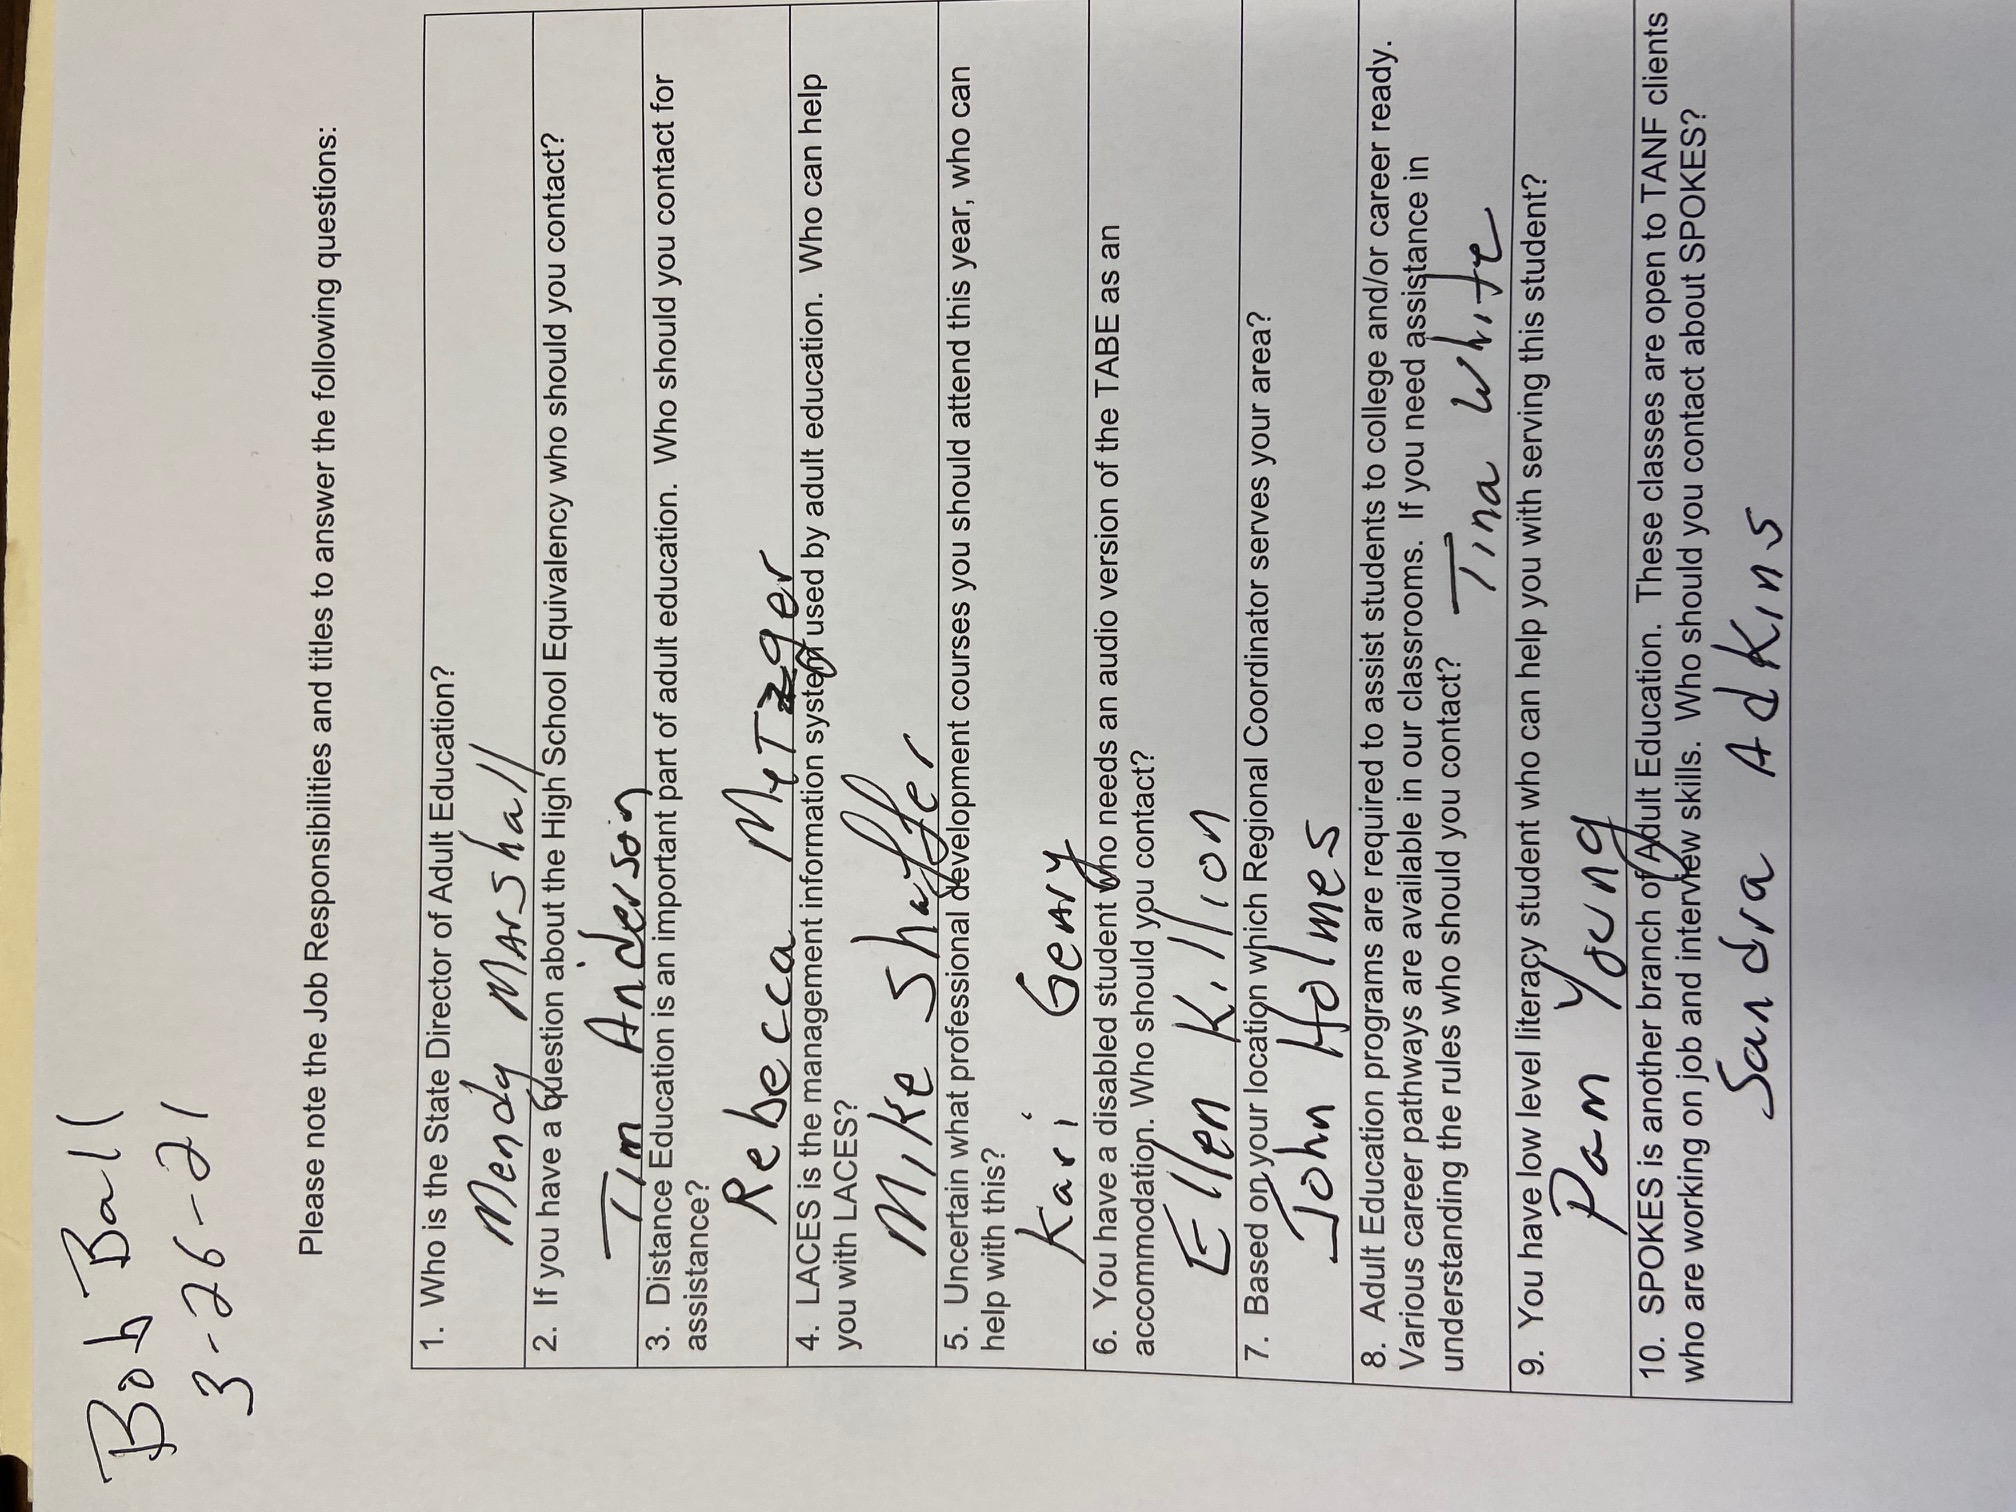 Bob Ball
3-26-21
Please note the Job Responsibilities and titles to answer the following questions:
1. Who is the State Director of Adult Education?
Mendy Marshall
2. If you have a question about the High School Equivalency who should you contact?
Tim Anderson
3. Distance Education is an important part of adult education. Who should you contact for
assistance?
Rebecca Metzger
4. LACES is the management information system used by adult education. Who can help
you with LACES?
Mike Shaffer
5. Uncertain what professional development courses you should attend this year, who can
help with this?
Kari Geary
6. You have a disabled student who needs an audio version of the TABE as an
accommodation. Who should you contact?
Ellen Killion
7. Based on your location which Regional Coordinator serves your area?
John Holmes
8. Adult Education programs are required to assist students to college and/or career ready.
Various career pathways are available in our classrooms. If you need assistance in
understanding the rules who should you contact? Tina White
9. You have low level literacy student who can help you with serving this student?
Pam Young
10. SPOKES is another branch of Adult Education. These classes are open to TANF clients
who are working on job and interview skills. Who should you contact about SPOKES?
Sandra Adkins